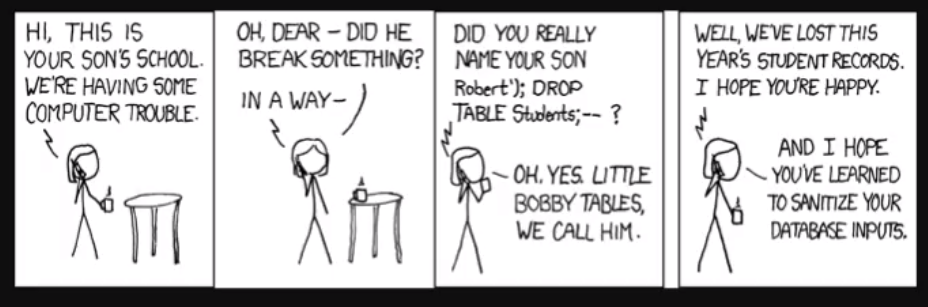 HI, THIS IS
YOUR SON'S SCHOOL.
WE'RE HAVING SOME
COMPUTER TROUBLE.
OH, DEAR – DID HE
BREAK SOMETHING?
IN A WAY–
DID YOU REALLY
NAME YOUR SON
Robert'); DROP
TABLE Students;-- ?
OH. YES. LITTLE
BOBBY TABLES,
WE CALL HIM.
WELL, WE'VE LOST THIS
YEAR'S STUDENT RECORDS.
I HOPE YOU'RE HAPPY.
AND I HOPE
YOU'VE LEARNED
TO SANITIZE YOUR
DATABASE INPUTS.